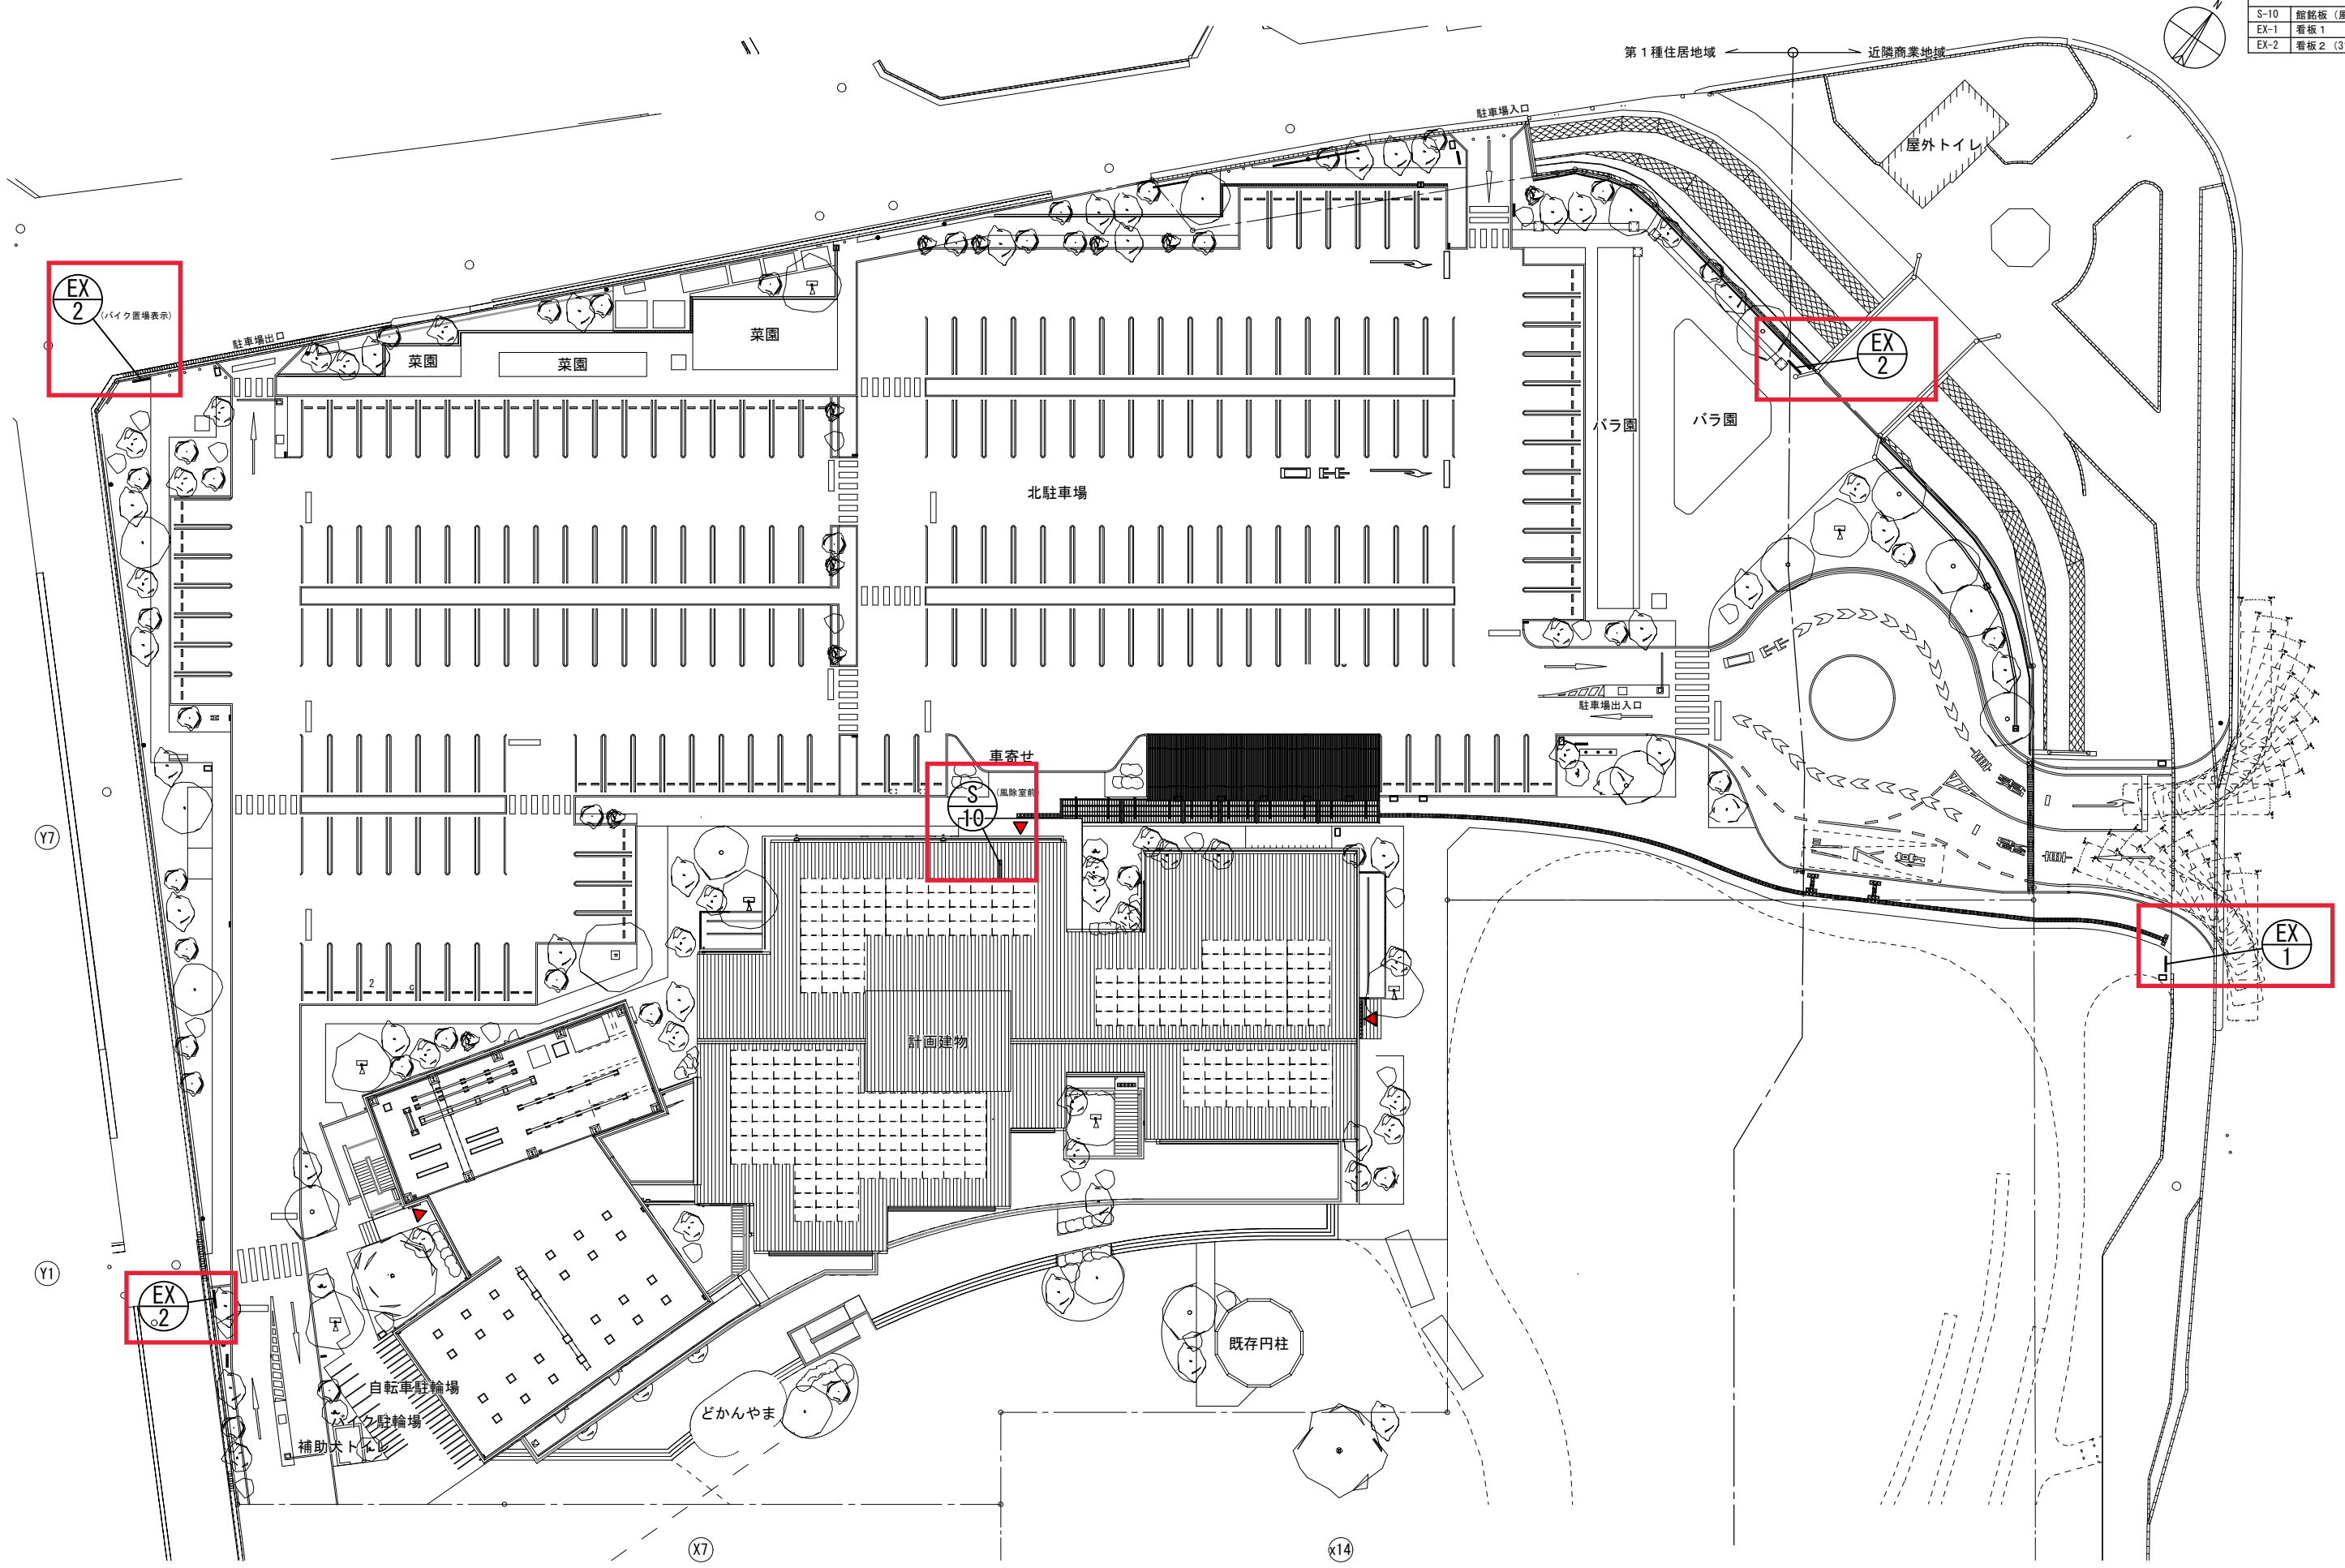 N
S-10 館銘板（風
EX-1 看板１
EX-2 看板２（3
第１種住居地域
近隣商業地域
駐車場入口
屋外トイレ
EX
2
(バイク置場表示)
駐車場出口
菜園
菜園
菜園
EX
2
バラ園
バラ園
北駐車場
駐車場出入口
車寄せ
S
10
(風除室前)
Y7
EX
1
2
計画建物
Y1
EX
2
既存円柱
自転車駐輪場
バイク駐輪場
補助犬トイレ
どかんやま
X7
x14